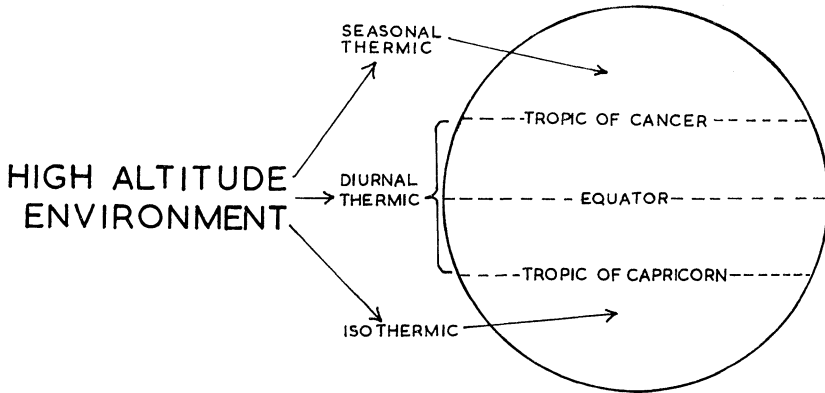 SEASONAL
THERMIC
TROPIC OF CANCER
HIGH ALTITUDE
ENVIRONMENT
DIURNAL
THERMIC
EQUATOR
TROPIC OF CAPRICORN
ISOTHERMIC